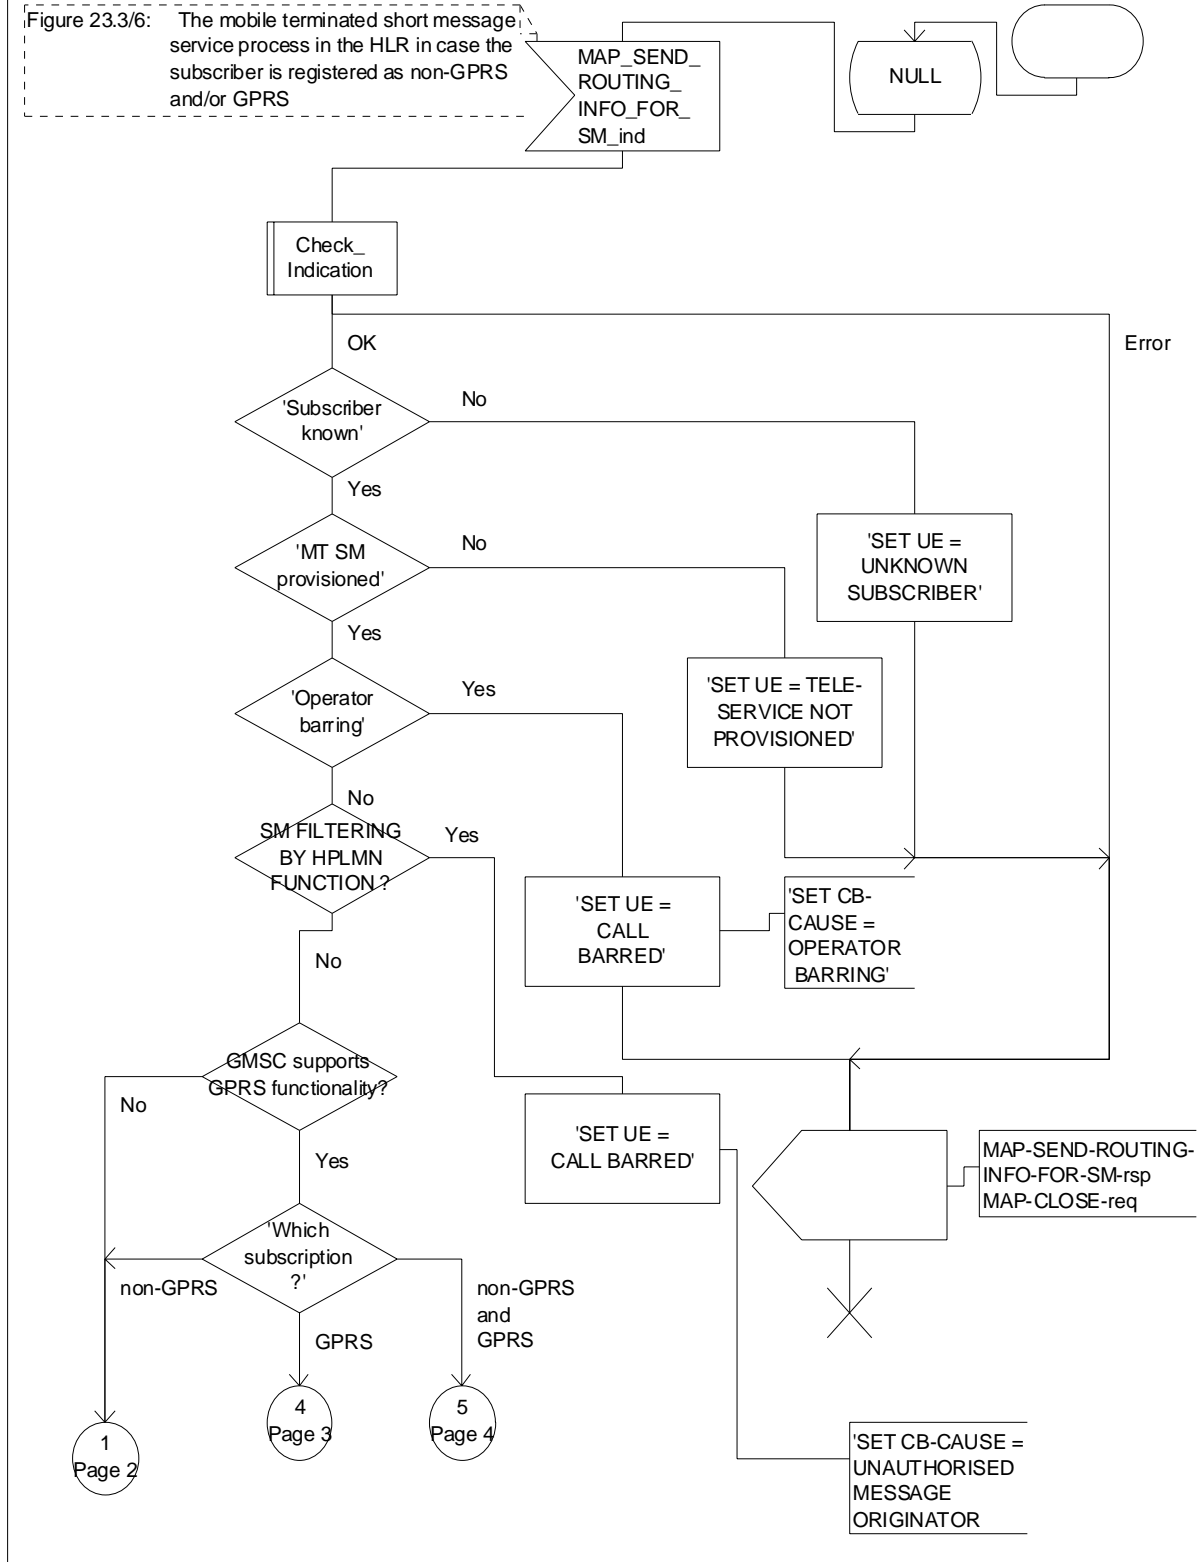 Figure 23.3/6: The mobile terminated short message
service process in the HLR in case the
subscriber is registered as non-GPRS
and/or GPRS
MAP_SEND_
ROUTING_
INFO_FOR_
SM_ind
NULL
Check_
Indication
OK
Error
'Subscriber
known'
No
Yes
'SET UE =
UNKNOWN
SUBSCRIBER'
'MT SM
provisioned'
No
Yes
'SET UE = TELE-
SERVICE NOT
PROVISIONED'
'Operator
barring'
Yes
No
SM FILTERING
BY HPLMN
FUNCTION ?
Yes
No
'SET UE =
CALL
BARRED'
'SET CB-
CAUSE =
OPERATOR
BARRING'
GMSC supports
GPRS functionality?
No
Yes
'SET UE =
CALL BARRED'
MAP-SEND-ROUTING-
INFO-FOR-SM-rsp
MAP-CLOSE-req
'Which
subscription
?'
non-GPRS
GPRS
non-GPRS
and
GPRS
1
Page 2
4
Page 3
5
Page 4
'SET CB-CAUSE =
UNAUTHORISED
MESSAGE
ORIGINATOR